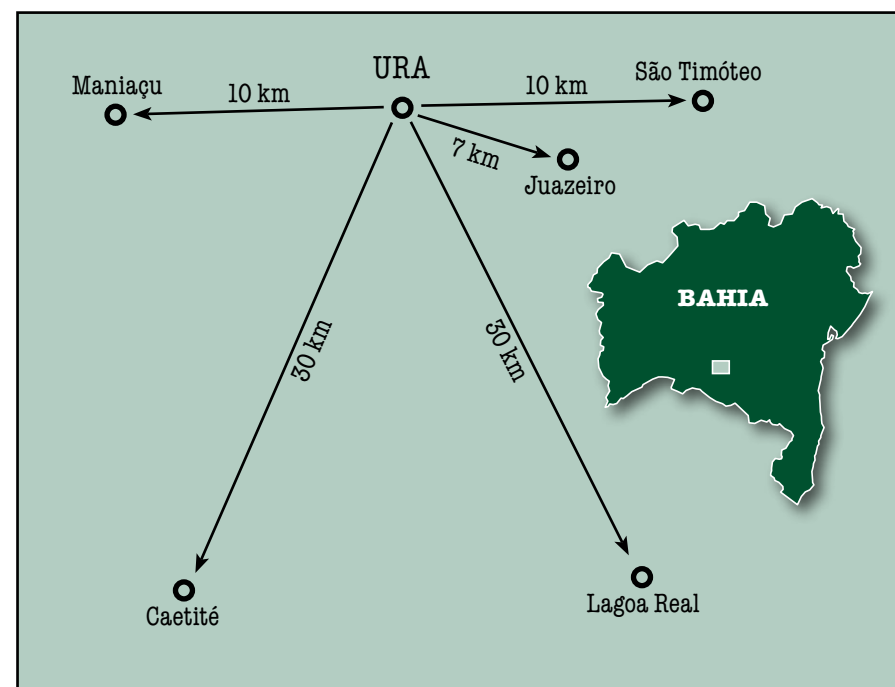 URA
São Timóteo
Maniaçu
10 km
10 km
7 km
Juazeiro
BAHIA
30 km
30 km
Lagoa Real
Caetité